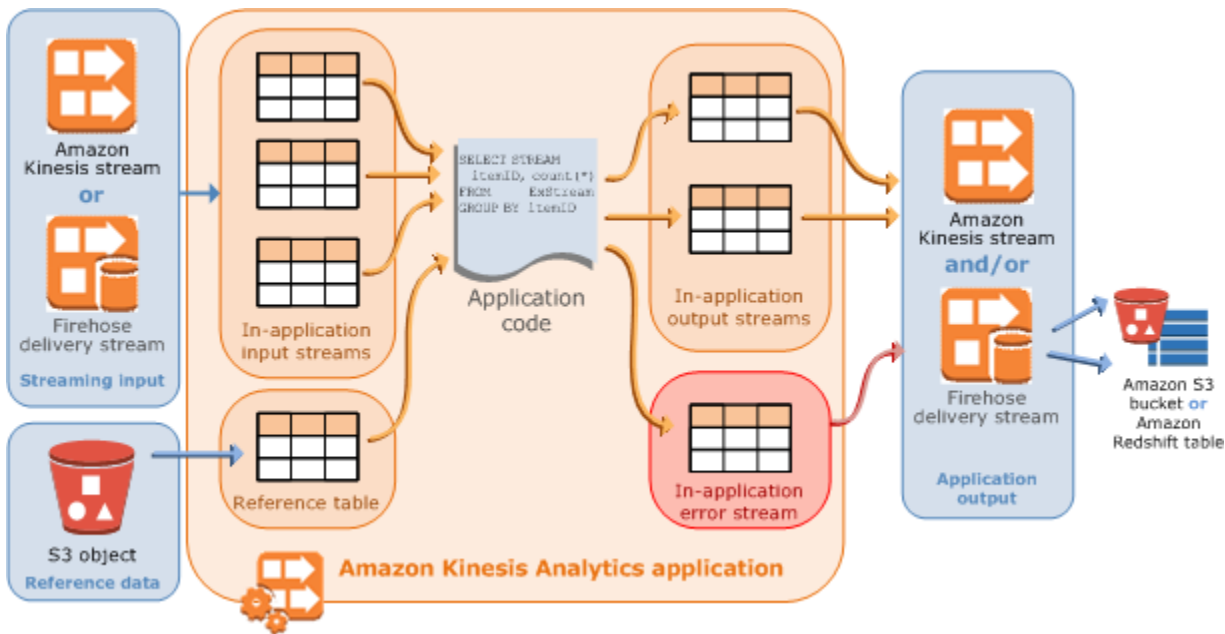 Amazon
Kinesis stream
or
Firehose
delivery stream
Streaming input
S3 object
Reference data
In-application
input streams
Reference table
SELECT STREAM
itemID, count(*)
FROM ExStream
GROUP BY itemID
Application
code
In-application
output streams
In-application
error stream
Amazon Kinesis Analytics application
Amazon
Kinesis stream
and/or
Firehose
delivery stream
Application
output
Amazon S3
bucket or
Amazon
Redshift table